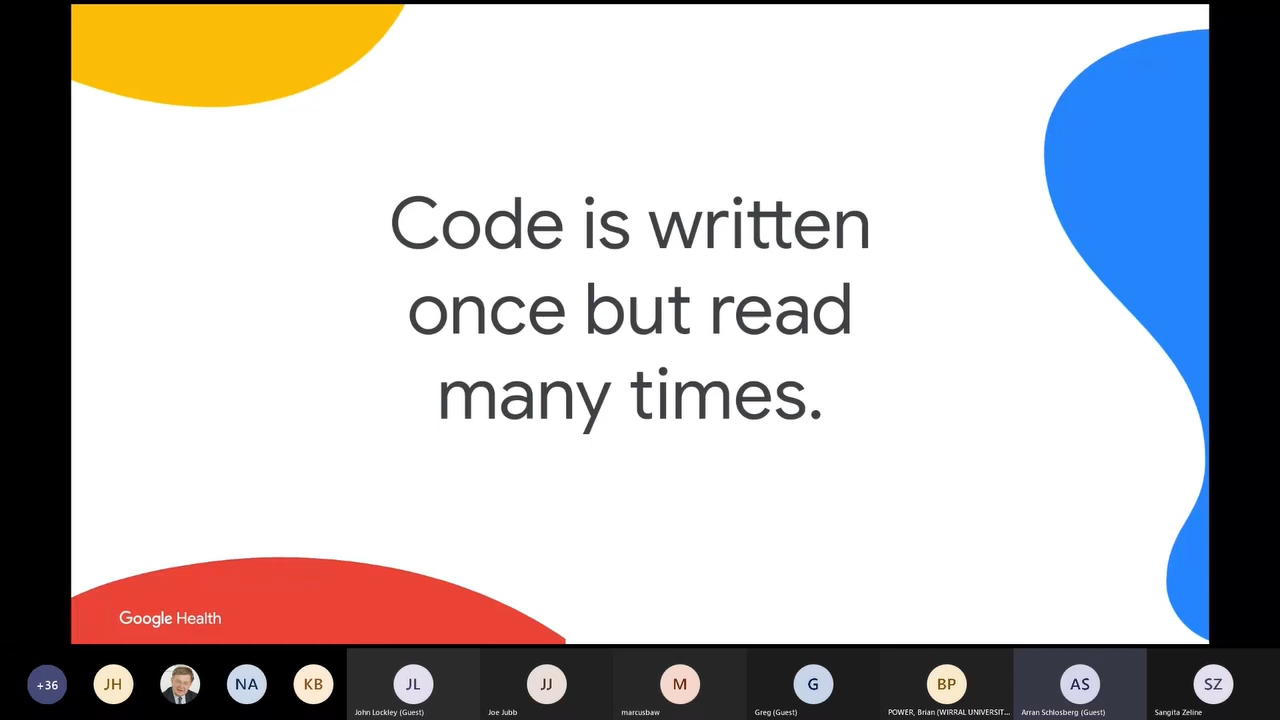 Code is written
once but read
many times.
Google Health
+36
JH
NA
KB
JL
John Lockley (Guest)
JJ
Joe Jubb
M
marcusbaw
G
Greg (Guest)
BP
POWER, Brian (WIRRAL UNIVERSIT...
AS
Arran Schlosberg (Guest)
SZ
Sangita Zeline